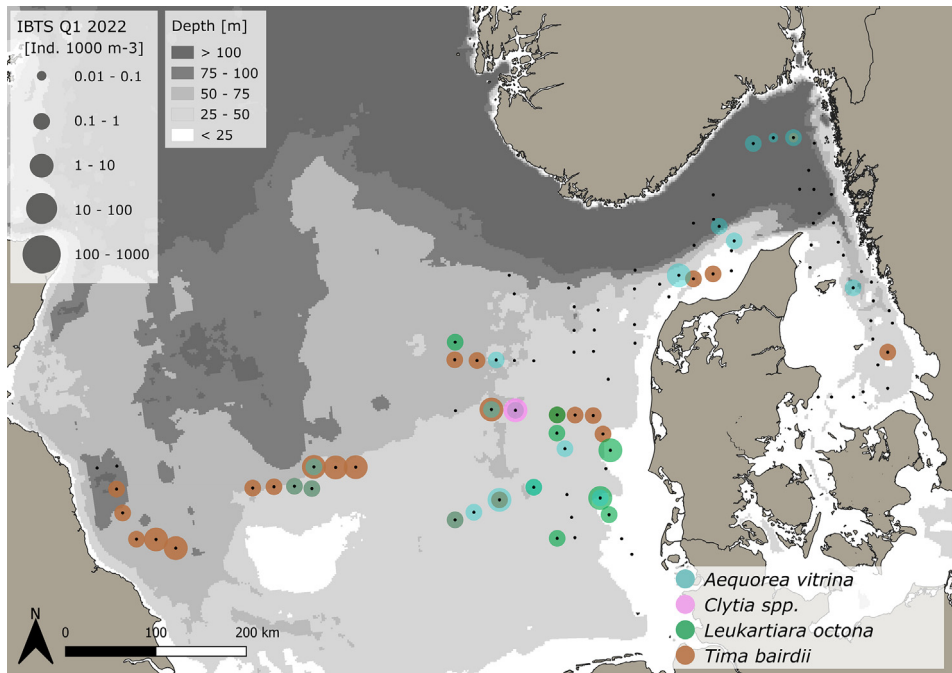 IBTS Q1 2022
[Ind. 1000 m-3]
0.01 - 0.1
0.1 - 1
1 - 10
10 - 100
100 - 1000
Depth [m]
> 100
75 - 100
50 - 75
25 - 50
< 25
Aequorea vitrina
Clytia spp.
Leukartiara octona
Tima bairdii
N
0 100 200 km